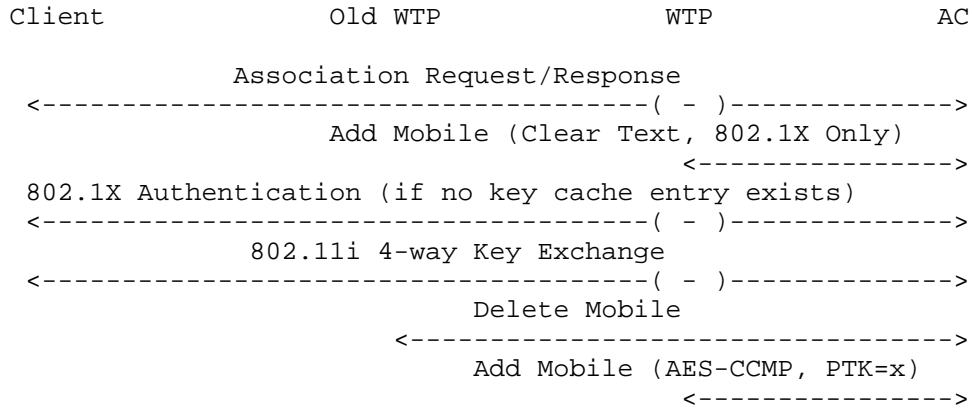 Client              Old WTP              WTP              AC
Association Request/Response
<--------------------------------------( - )-------------->
Add Mobile (Clear Text, 802.1X Only)
<---------------->
802.1X Authentication (if no key cache entry exists)
<--------------------------------------( - )-------------->
802.11i 4-way Key Exchange
<--------------------------------------( - )-------------->
Delete Mobile
<---------------------------------->
Add Mobile (AES-CCMP, PTK=x)
<---------------->